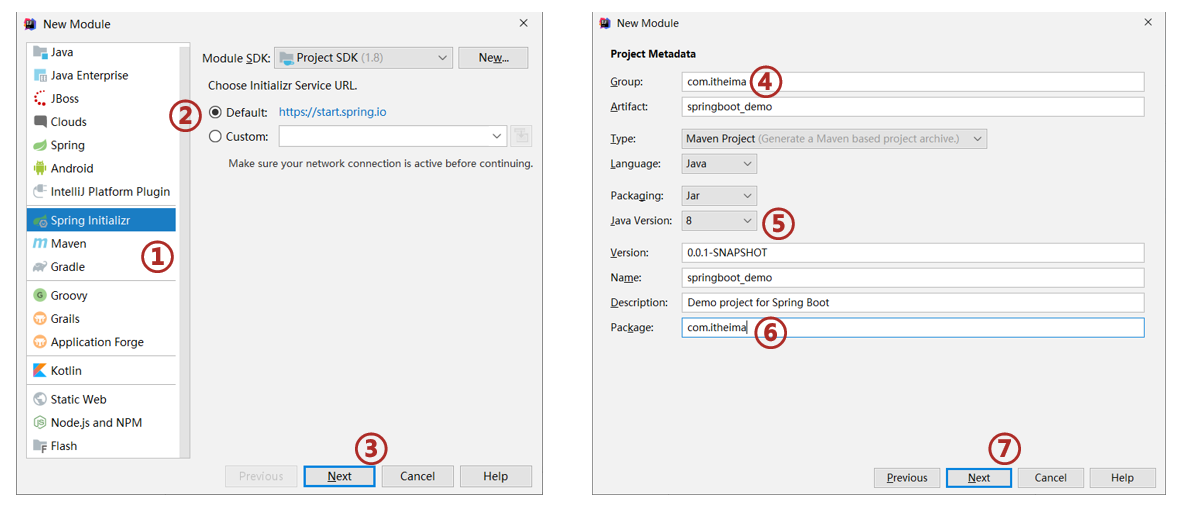 New Module
Java
Java Enterprise
JBoss
Clouds
Spring
Android
IntelliJ Platform Plugin
Spring Initializr
Maven
Gradle
Groovy
Grails
Application Forge
Kotlin
Static Web
Node.js and NPM
Flash
①
Module SDK: Project SDK (1.8) New...
Choose Initializr Service URL.
② Default: https://start.spring.io
Custom:
Make sure your network connection is active before continuing.
③
Previous Next Cancel Help
New Module
Project Metadata
Group: com.itheima ④
Artifact: springboot_demo
Type: Maven Project (Generate a Maven based project archive.)
Language: Java
Packaging: Jar
Java Version: 8 ⑤
Version: 0.0.1-SNAPSHOT
Name: springboot_demo
Description: Demo project for Spring Boot
Package: com.itheima ⑥
⑦
Previous Next Cancel Help